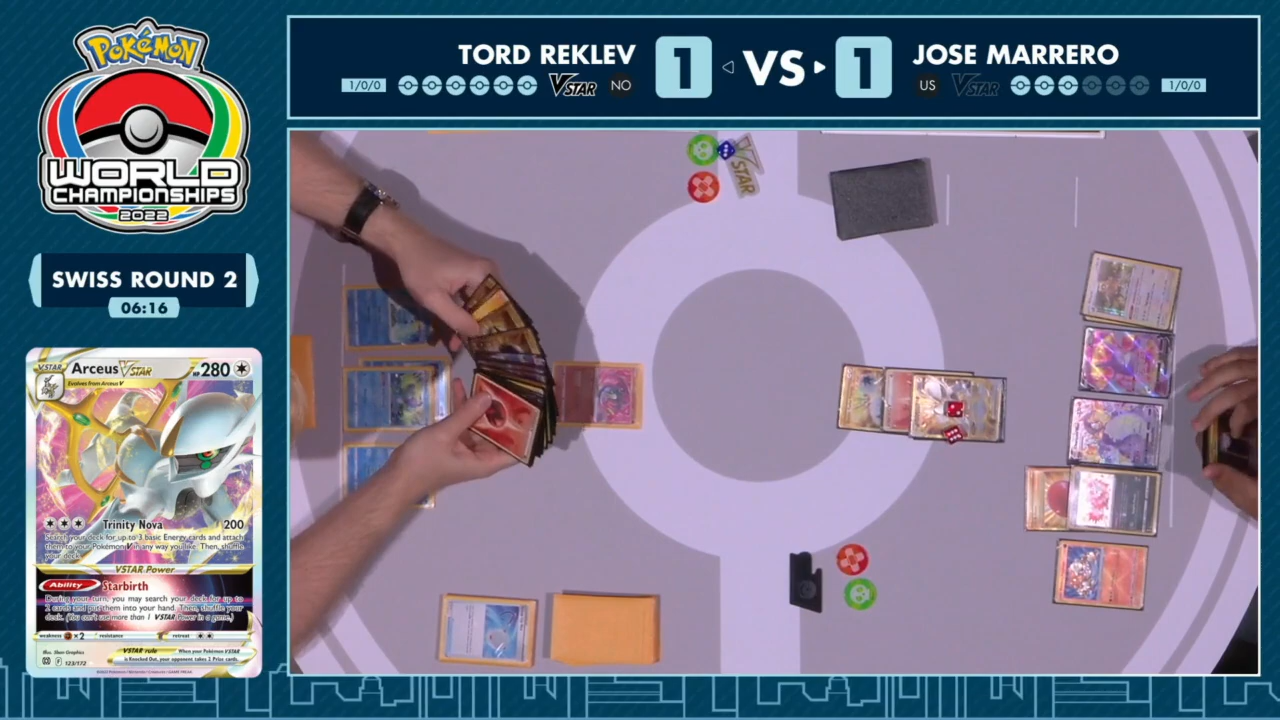 Pokémon
WORLD
CHAMPIONSHIPS
2022
SWISS ROUND 2
06:16
TORD REKLEV
1
VS
1
JOSE MARRERO
1/0/0
VSTAR
NO
US
VSTAR
1/0/0
VSTAR
VSTAR
Arceus VSTAR
280
Evolves from Arceus V
Trinity Nova 200
Search your deck for up to 3 basic Energy cards and attach
them to your Pokémon V in any way you like. Then, shuffle
your deck.
VSTAR Power
Ability Starbirth
During your turn, you may search your deck for up to
2 cards and put them into your hand. Then, shuffle your
deck. (You can't use more than 1 VSTAR Power in a game.)
weakness ×2 resistance retreat
VSTAR rule
When your Pokémon VSTAR
is Knocked Out, your opponent takes 2 Prize cards.
123/172